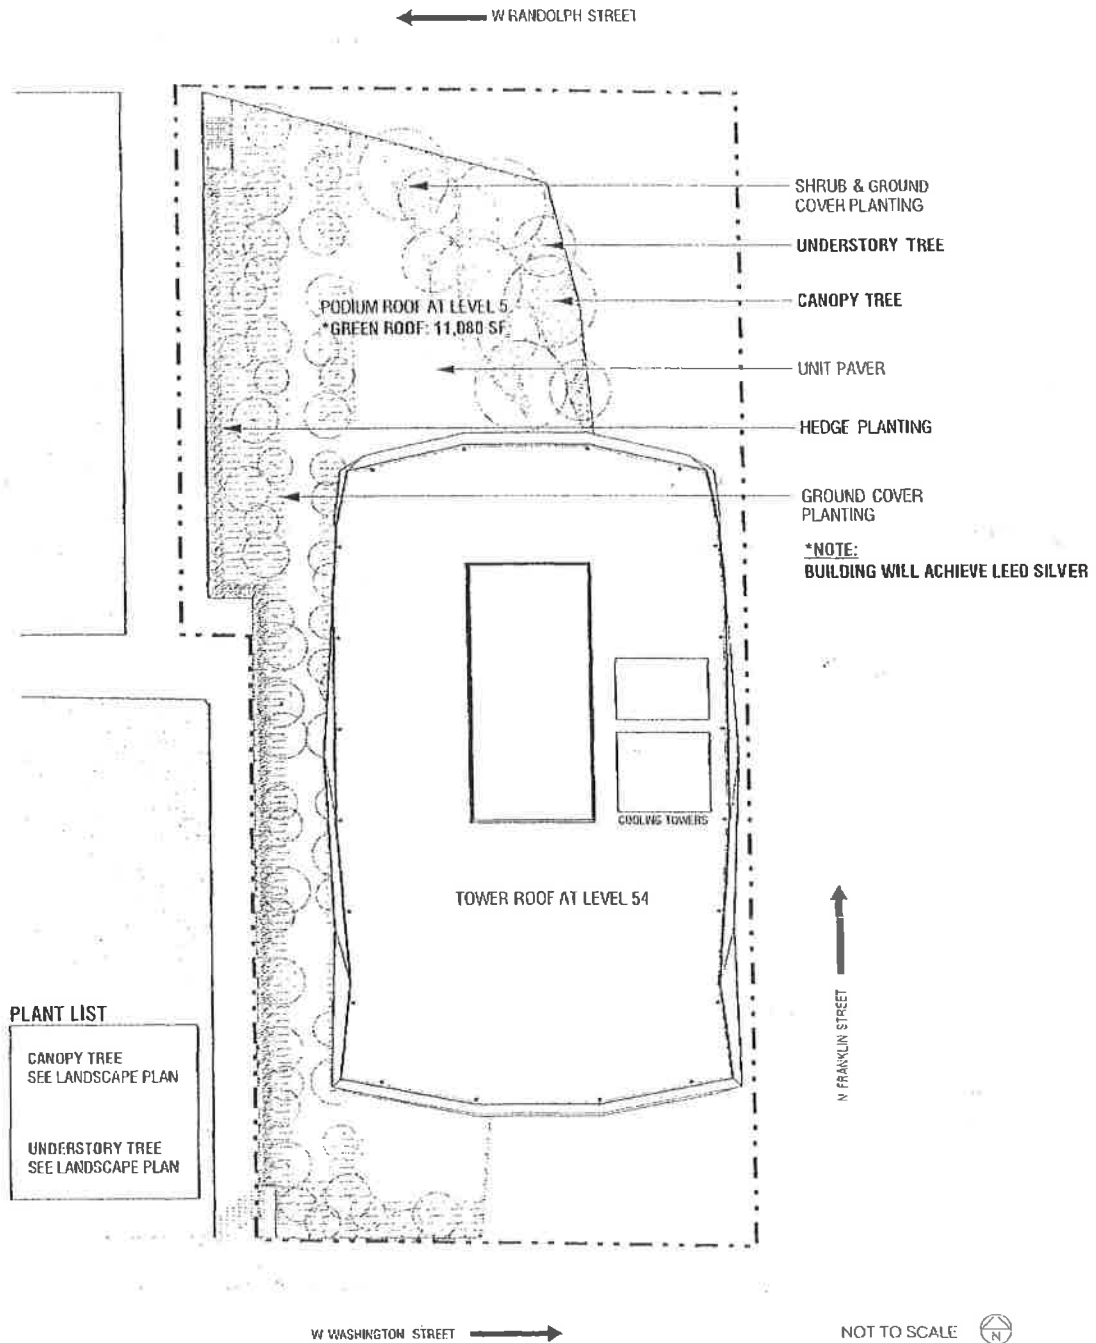 W RANDOLPH STREET
SHRUB & GROUND
COVER PLANTING
UNDERSTORY TREE
CANOPY TREE
PODIUM ROOF AT LEVEL 5
*GREEN ROOF: 11,080 SF
UNIT PAVER
HEDGE PLANTING
GROUND COVER
PLANTING
*NOTE:
BUILDING WILL ACHIEVE LEED SILVER
COOLING TOWERS
TOWER ROOF AT LEVEL 54
N FRANKLIN STREET
PLANT LIST
CANOPY TREE
SEE LANDSCAPE PLAN
UNDERSTORY TREE
SEE LANDSCAPE PLAN
W WASHINGTON STREET
NOT TO SCALE
N